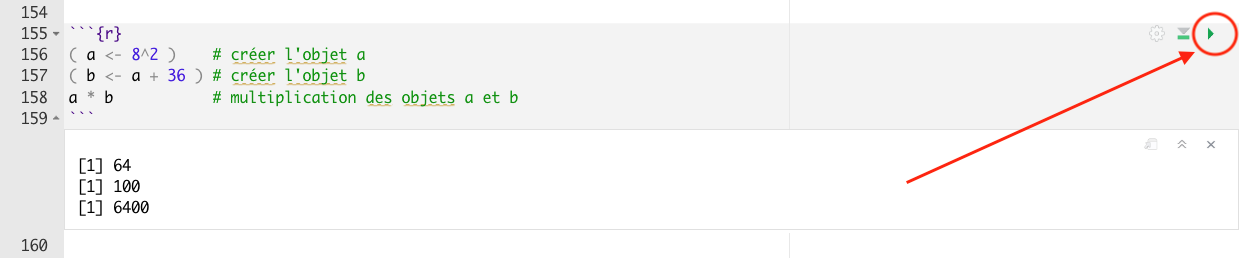 154
155 ```{r}
156 ( a <- 8^2 )    # créer l'objet a
157 ( b <- a + 36 ) # créer l'objet b
158 a * b           # multiplication des objets a et b
159 ```
[1] 64
[1] 100
[1] 6400
160